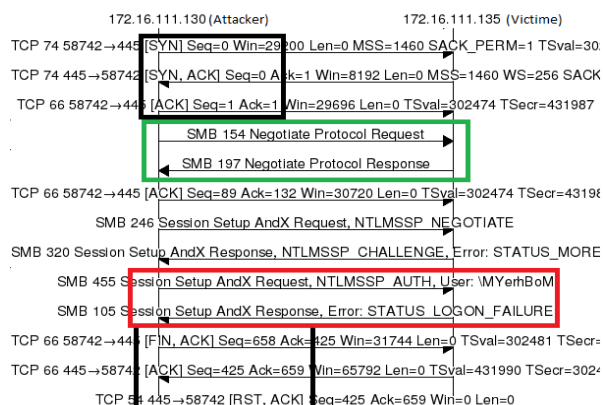 172.16.111.130 (Attacker) 172.16.111.135 (Victime)
TCP 74 58742→445 [SYN] Seq=0 Win=29200 Len=0 MSS=1460 SACK_PERM=1 TSval=302
TCP 74 445→58742 [SYN, ACK] Seq=0 Ack=1 Win=8192 Len=0 MSS=1460 WS=256 SACK
TCP 66 58742→445 [ACK] Seq=1 Ack=1 Win=29696 Len=0 TSval=302474 TSecr=431987
SMB 154 Negotiate Protocol Request
SMB 197 Negotiate Protocol Response
TCP 66 58742→445 [ACK] Seq=89 Ack=132 Win=30720 Len=0 TSval=302474 TSecr=43198
SMB 246 Session Setup AndX Request, NTLMSSP_NEGOTIATE
SMB 320 Session Setup AndX Response, NTLMSSP_CHALLENGE, Error: STATUS_MORE
SMB 455 Session Setup AndX Request, NTLMSSP_AUTH, User: \MYerhBoM
SMB 105 Session Setup AndX Response, Error: STATUS_LOGON_FAILURE
TCP 66 58742→445 [FIN, ACK] Seq=658 Ack=425 Win=31744 Len=0 TSval=302481 TSecr=
TCP 66 445→58742 [ACK] Seq=425 Ack=659 Win=65792 Len=0 TSval=431990 TSecr=3024
TCP 54 445→58742 [RST, ACK] Seq=425 Ack=659 Win=0 Len=0